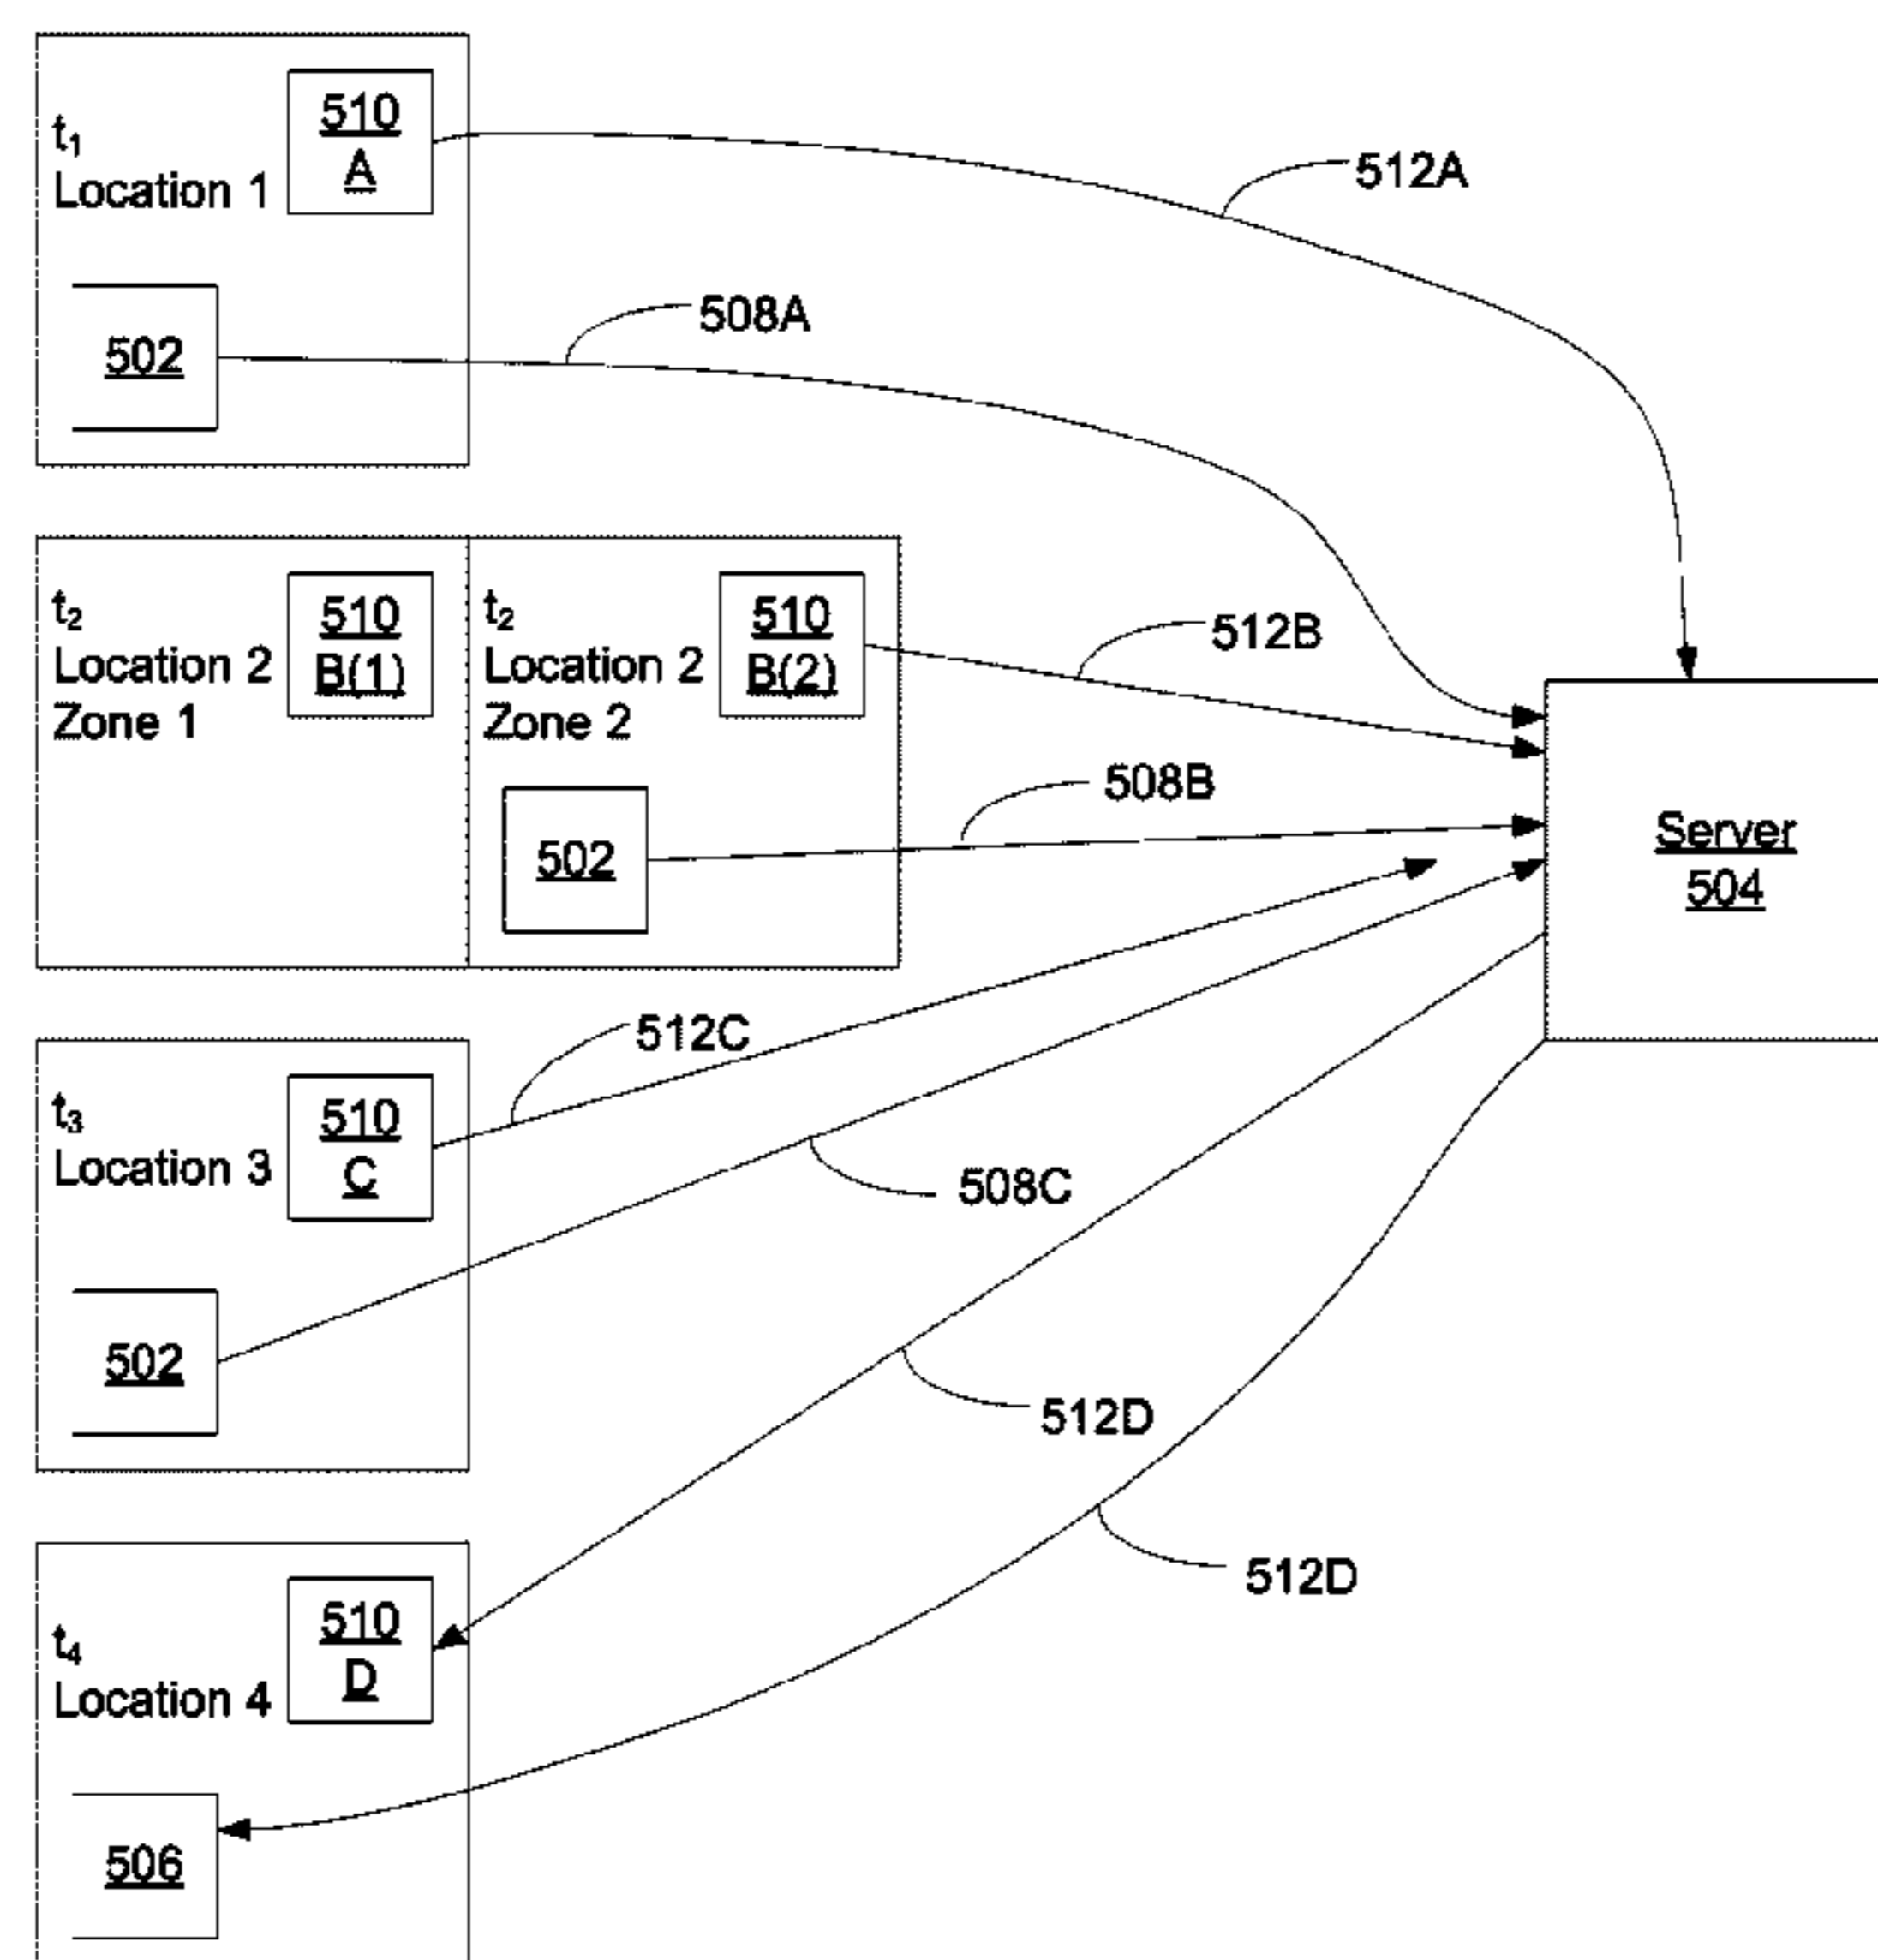 t₁
Location 1
510
A
512A
502
508A
t₂
Location 2
Zone 1
510
B(1)
t₂
Location 2
Zone 2
510
B(2)
512B
502
508B
Server
504
t₃
Location 3
510
C
512C
502
508C
512D
512D
t₄
Location 4
510
D
506